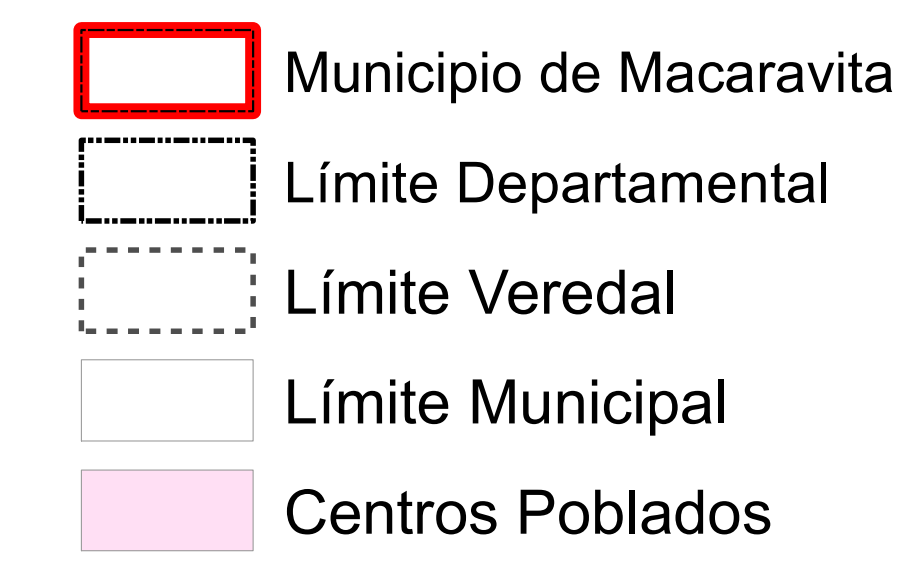 Municipio de Macaravita
Límite Departamental
Límite Veredal
Límite Municipal
Centros Poblados